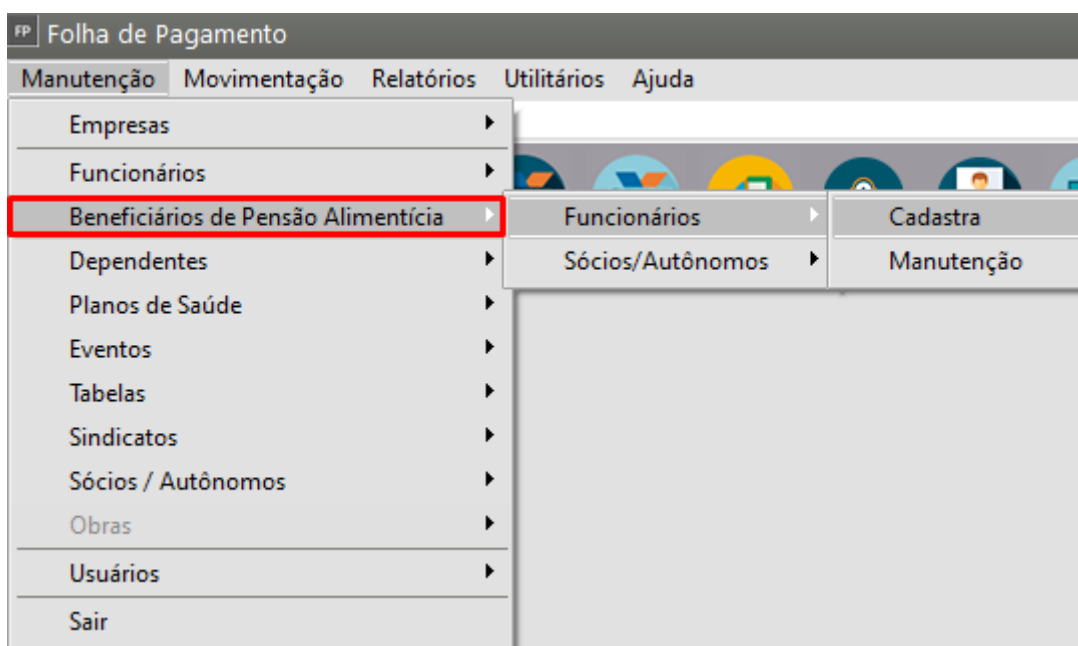 FP Folha de Pagamento
Manutenção Movimentação Relatórios Utilitários Ajuda
Empresas
Funcionários
Beneficiários de Pensão Alimentícia Funcionários Cadastra
Dependentes Sócios/Autônomos Manutenção
Planos de Saúde
Eventos
Tabelas
Sindicatos
Sócios / Autônomos
Obras
Usuários
Sair